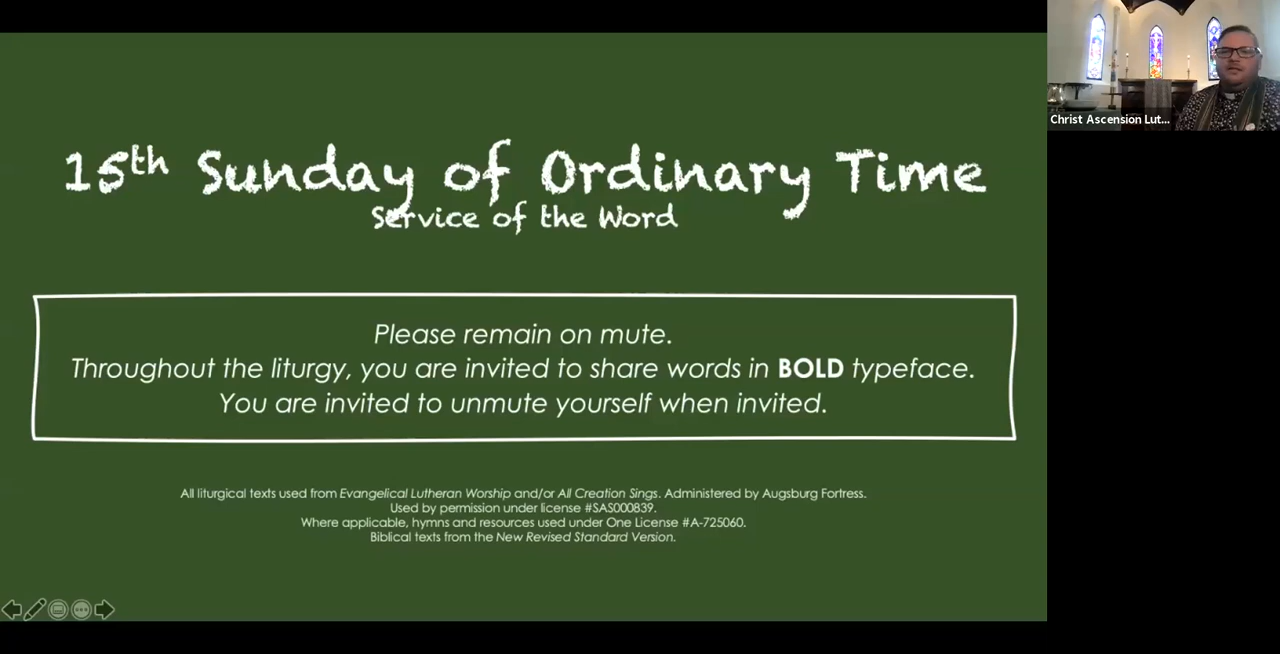 15th Sunday of Ordinary Time
Service of the Word
Please remain on mute.
Throughout the liturgy, you are invited to share words in BOLD typeface.
You are invited to unmute yourself when invited.
All liturgical texts used from Evangelical Lutheran Worship and/or All Creation Sings. Administered by Augsburg Fortress.
Used by permission under license #SAS000839.
Where applicable, hymns and resources used under One License #A-725060.
Biblical texts from the New Revised Standard Version.
Christ Ascension Lut...